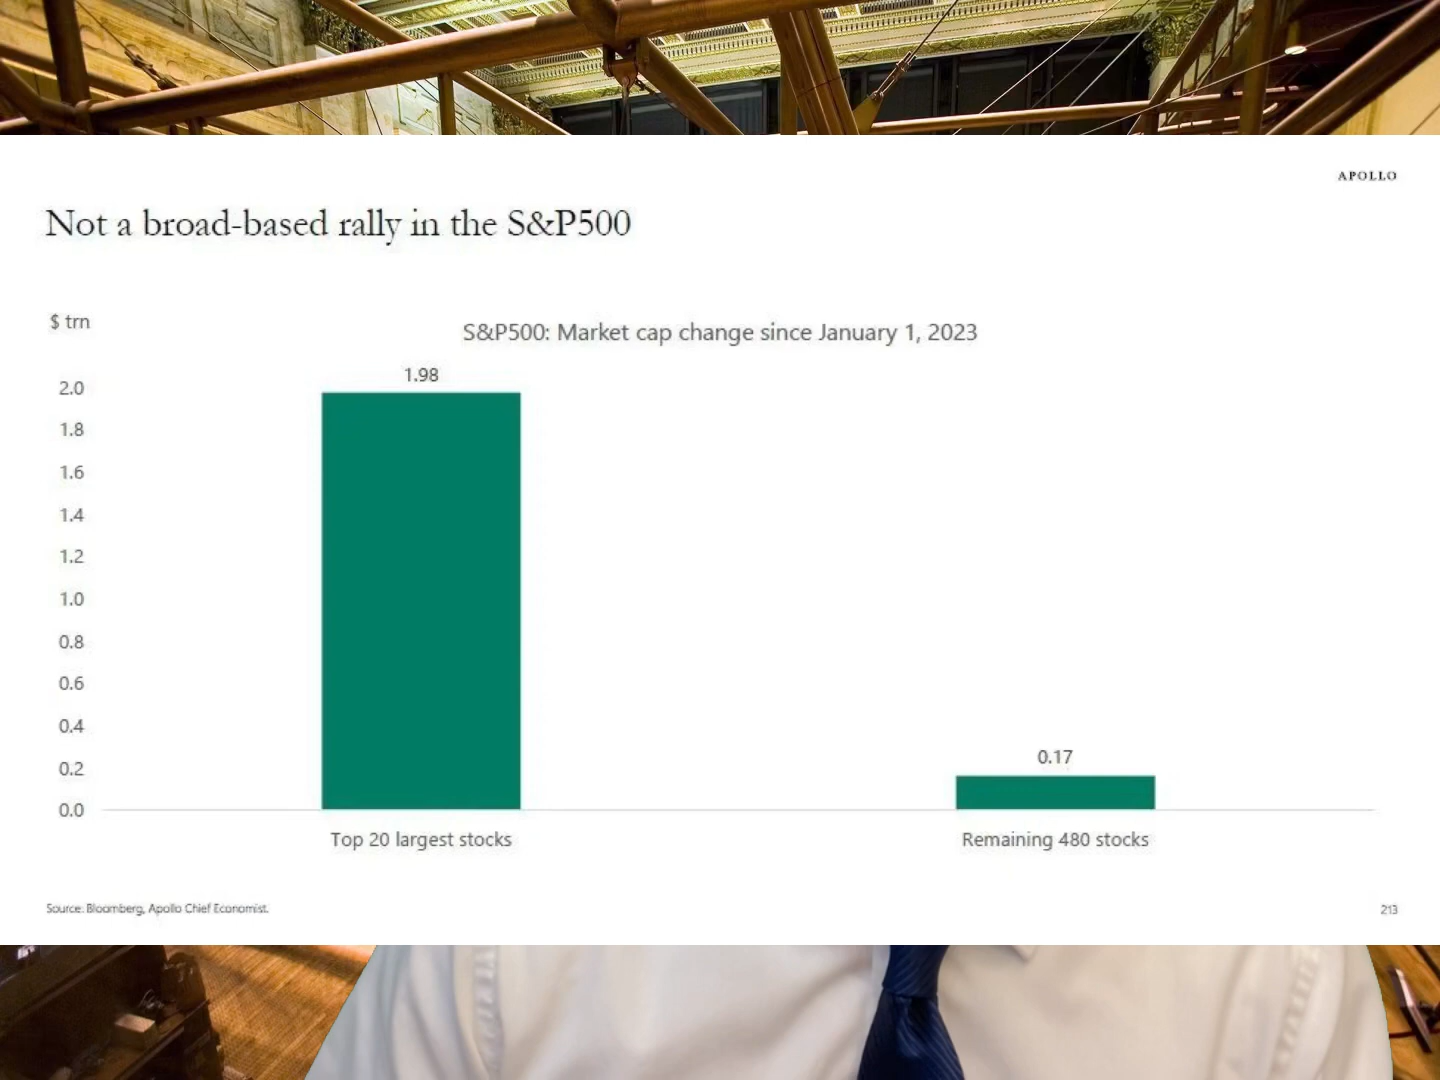 APOLLO
Not a broad-based rally in the S&P500
$ trn
S&P500: Market cap change since January 1, 2023
2.0
1.8
1.6
1.4
1.2
1.0
0.8
0.6
0.4
0.2
0.0
1.98
0.17
Top 20 largest stocks
Remaining 480 stocks
Source: Bloomberg, Apollo Chief Economist.
213